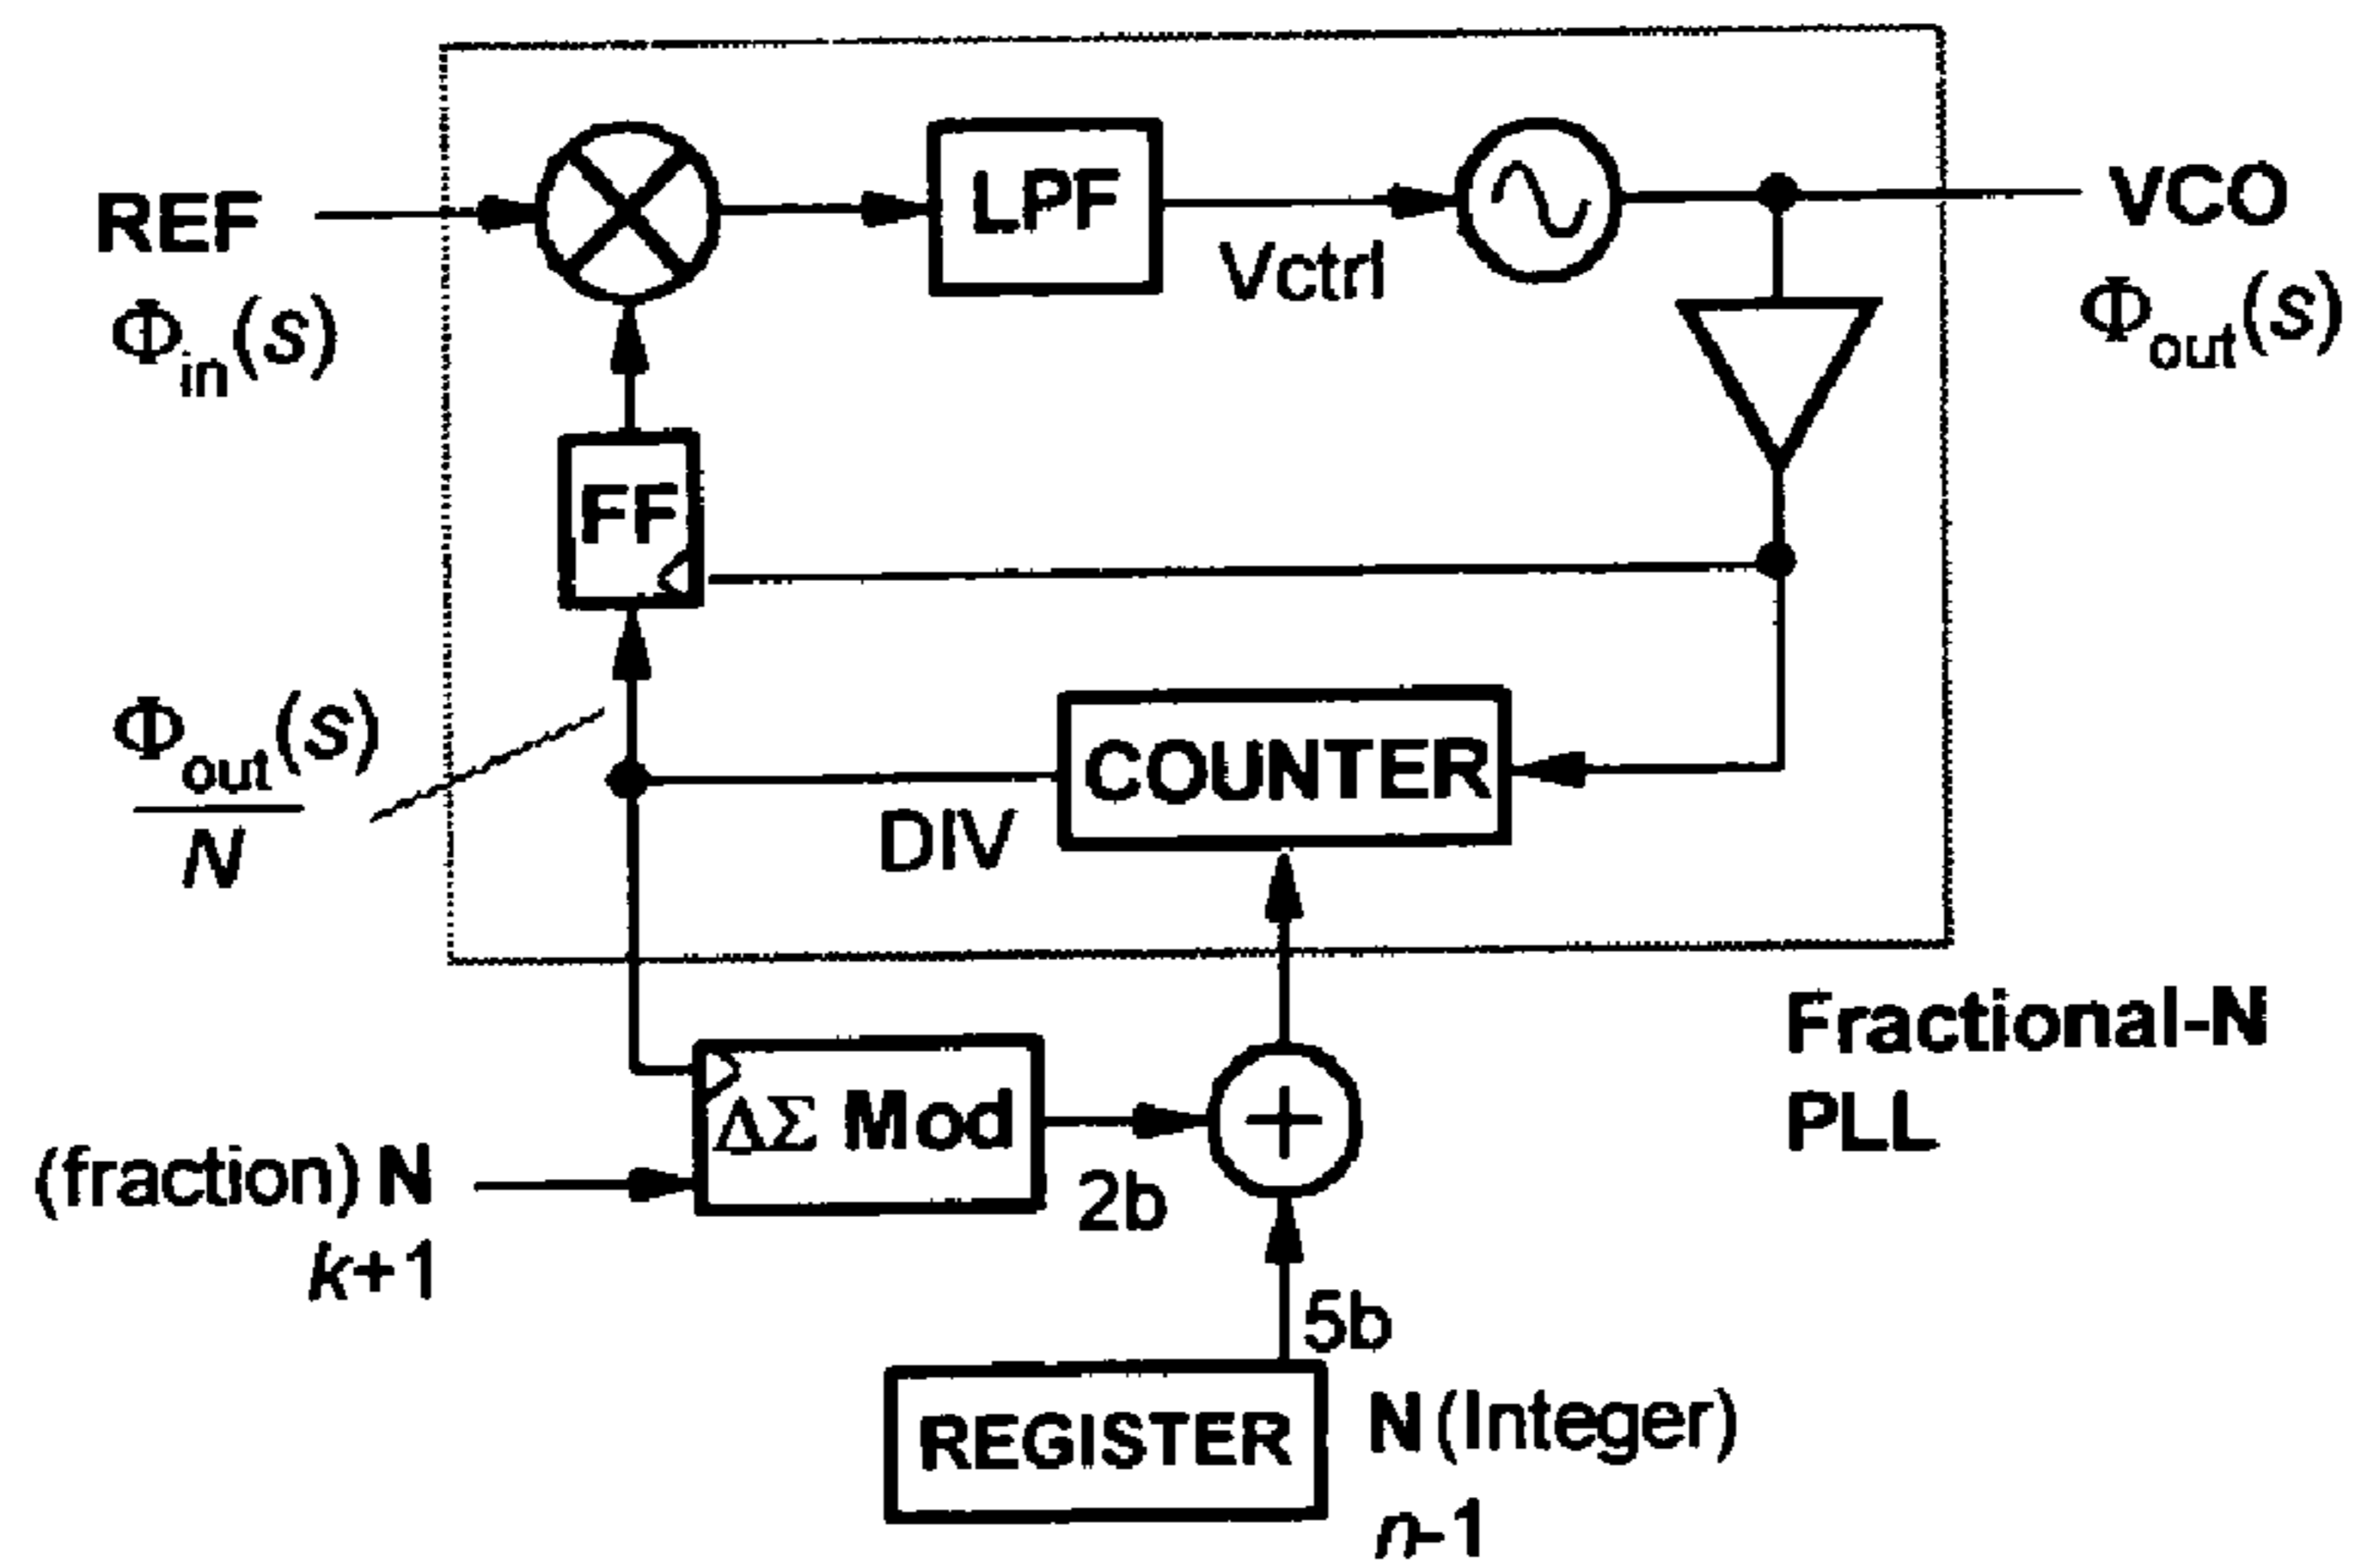 REF
Φin(s)
LPF
Vctrl
VCO
Φout(s)
FF
Φout(s)
N
COUNTER
DIV
Fractional-N
PLL
ΔΣ Mod
+
(fraction) N
k+1
2b
5b
REGISTER
N (Integer)
n-1